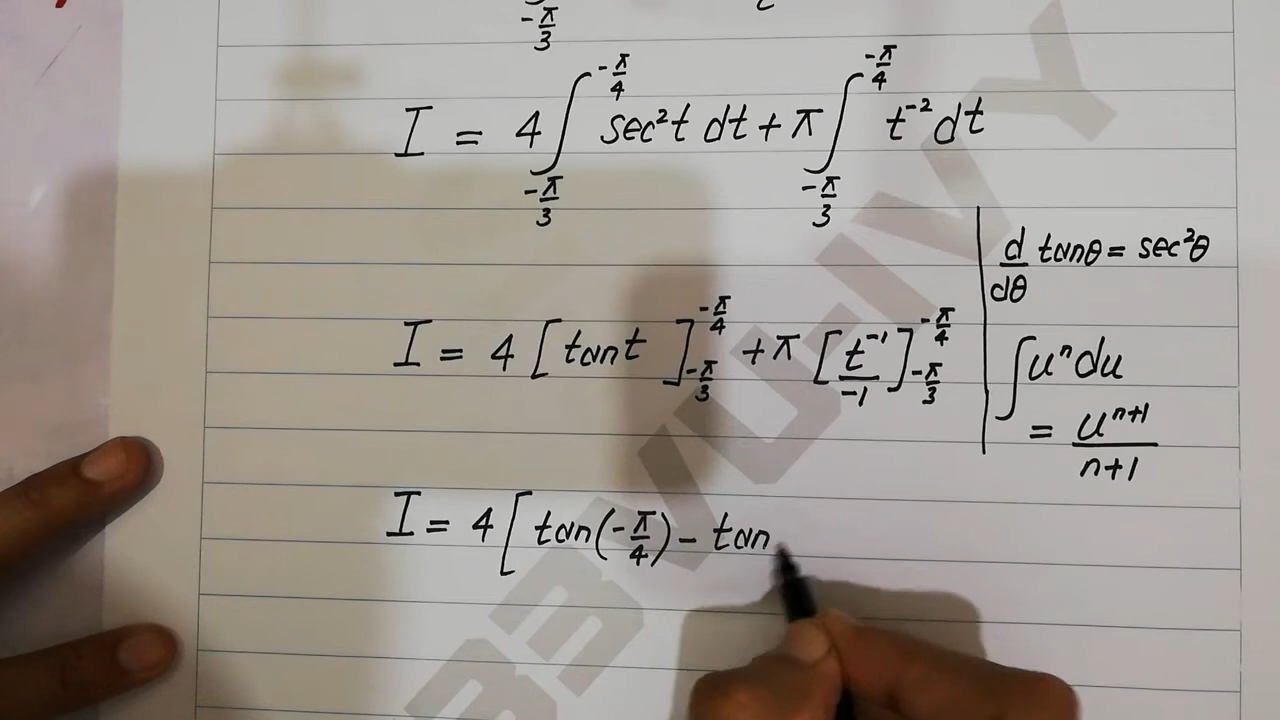 -π/3
I = 4 ∫_{-π/3}^{-π/4} sec²t dt + π ∫_{-π/3}^{-π/4} t⁻² dt
d/dθ tanθ = sec²θ
I = 4 [tan t]_{-π/3}^{-π/4} + π [t⁻¹/-1]_{-π/3}^{-π/4}
∫uⁿdu
= uⁿ⁺¹/n+1
I = 4 [tan(-π/4) - tan